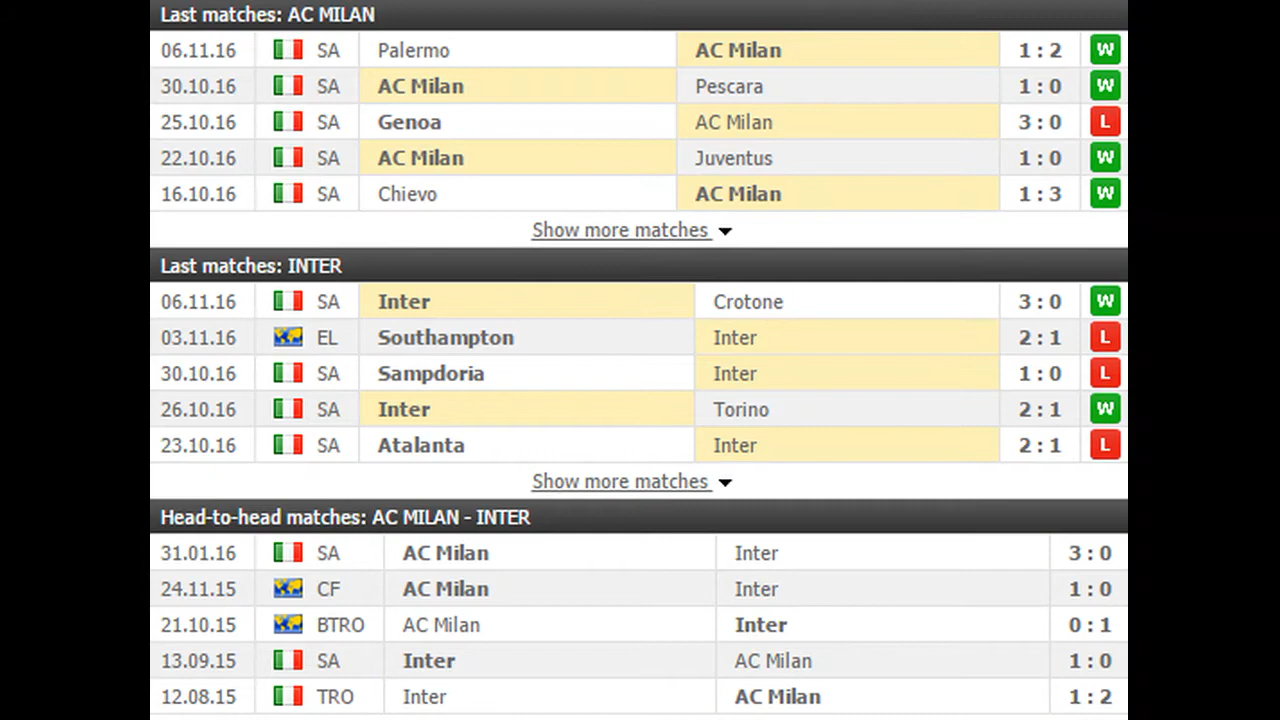 Last matches: AC MILAN
06.11.16 SA Palermo AC Milan 1 : 2 W
30.10.16 SA AC Milan Pescara 1 : 0 W
25.10.16 SA Genoa AC Milan 3 : 0 L
22.10.16 SA AC Milan Juventus 1 : 0 W
16.10.16 SA Chievo AC Milan 1 : 3 W
Show more matches
Last matches: INTER
06.11.16 SA Inter Crotone 3 : 0 W
03.11.16 EL Southampton Inter 2 : 1 L
30.10.16 SA Sampdoria Inter 1 : 0 L
26.10.16 SA Inter Torino 2 : 1 W
23.10.16 SA Atalanta Inter 2 : 1 L
Show more matches
Head-to-head matches: AC MILAN - INTER
31.01.16 SA AC Milan Inter 3 : 0
24.11.15 CF AC Milan Inter 1 : 0
21.10.15 BTRO AC Milan Inter 0 : 1
13.09.15 SA Inter AC Milan 1 : 0
12.08.15 TRO Inter AC Milan 1 : 2